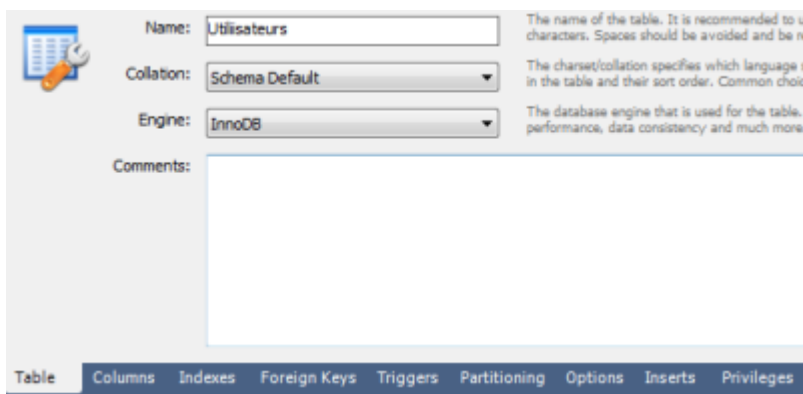 Name: Utilisateurs
The name of the table. It is recommended to
characters. Spaces should be avoided and be
Collation: Schema Default
The charset/collation specifies which language
in the table and their sort order. Common
Engine: InnoDB
The database engine that is used for the table.
performance, data consistency and much more
Comments:
Table Columns Indexes Foreign Keys Triggers Partitioning Options Inserts Privileges